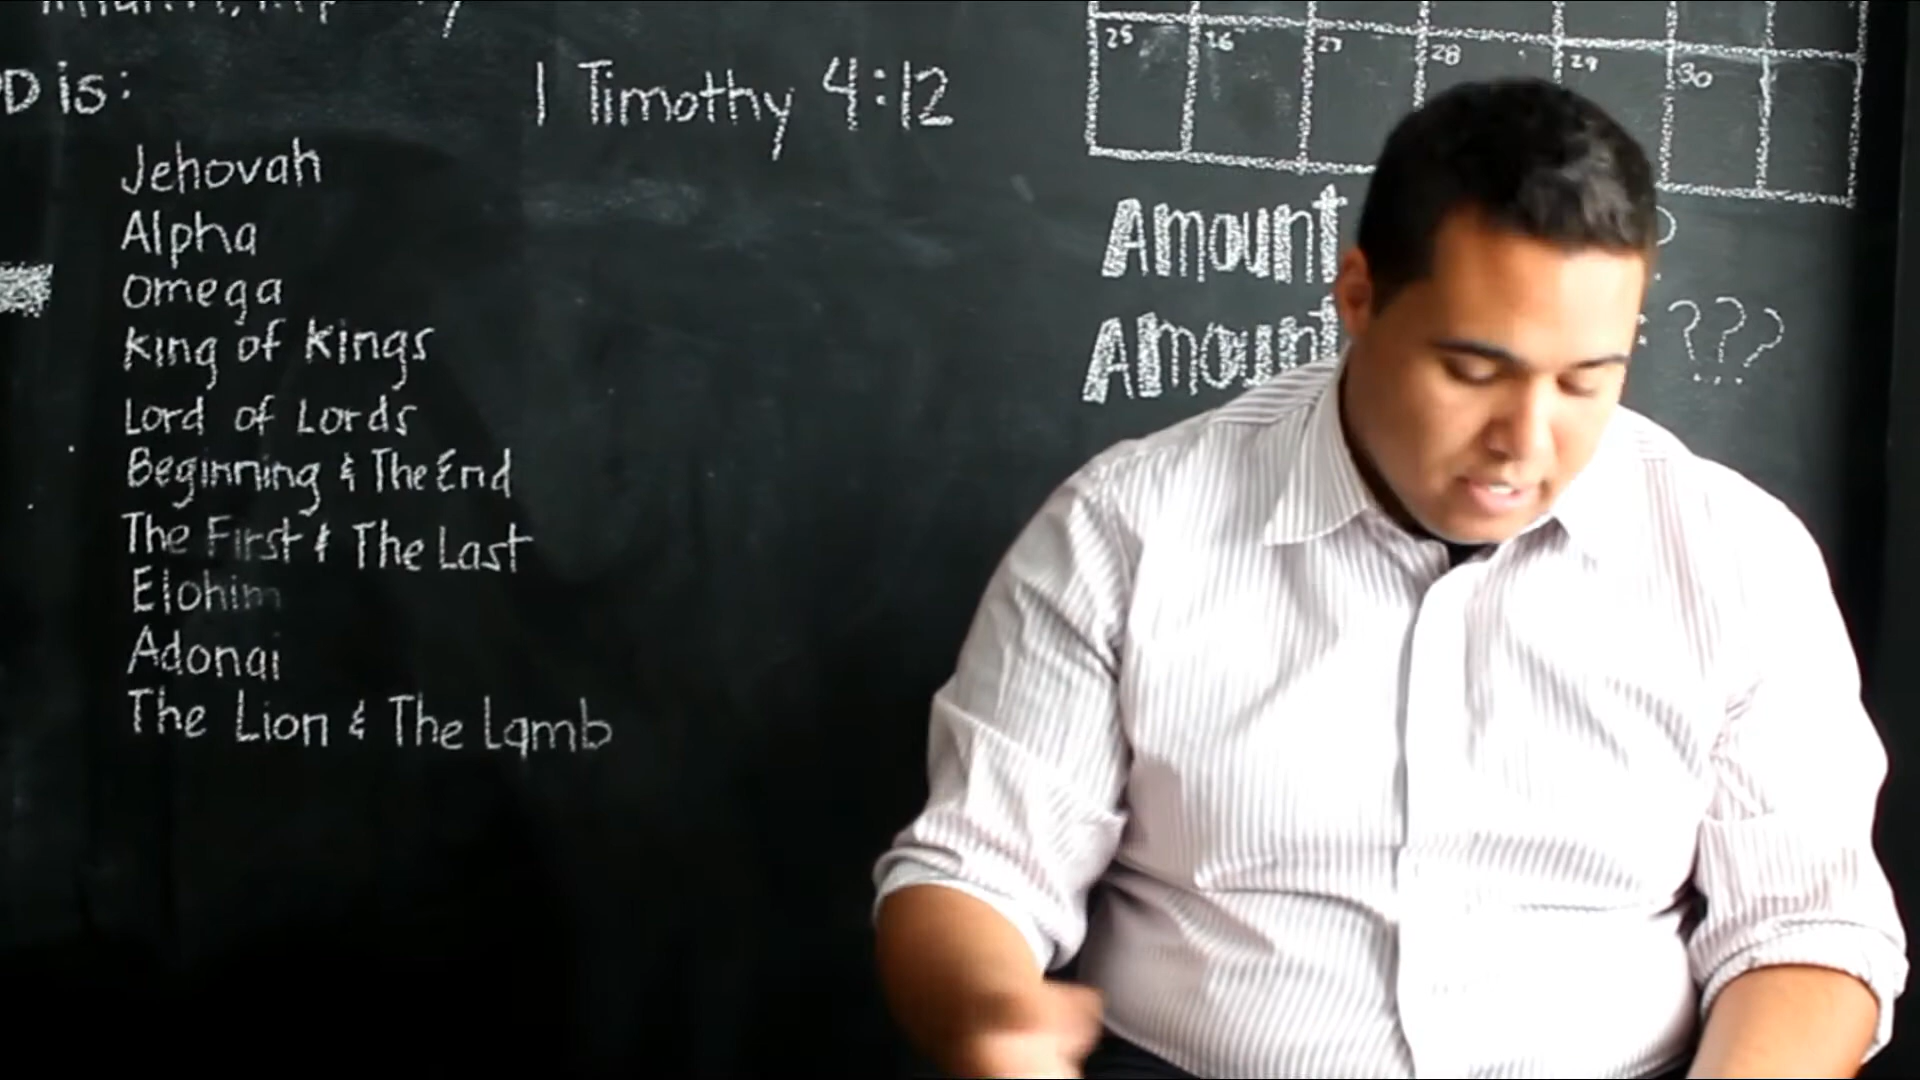 D is:
1 Timothy 4:12
Jehovah
Alpha
Omega
King of Kings
Lord of Lords
Beginning & The End
The First & The Last
Elohim
Adonai
The Lion & The Lamb
25 26 27 28 29 30
Amount
Amount : ???